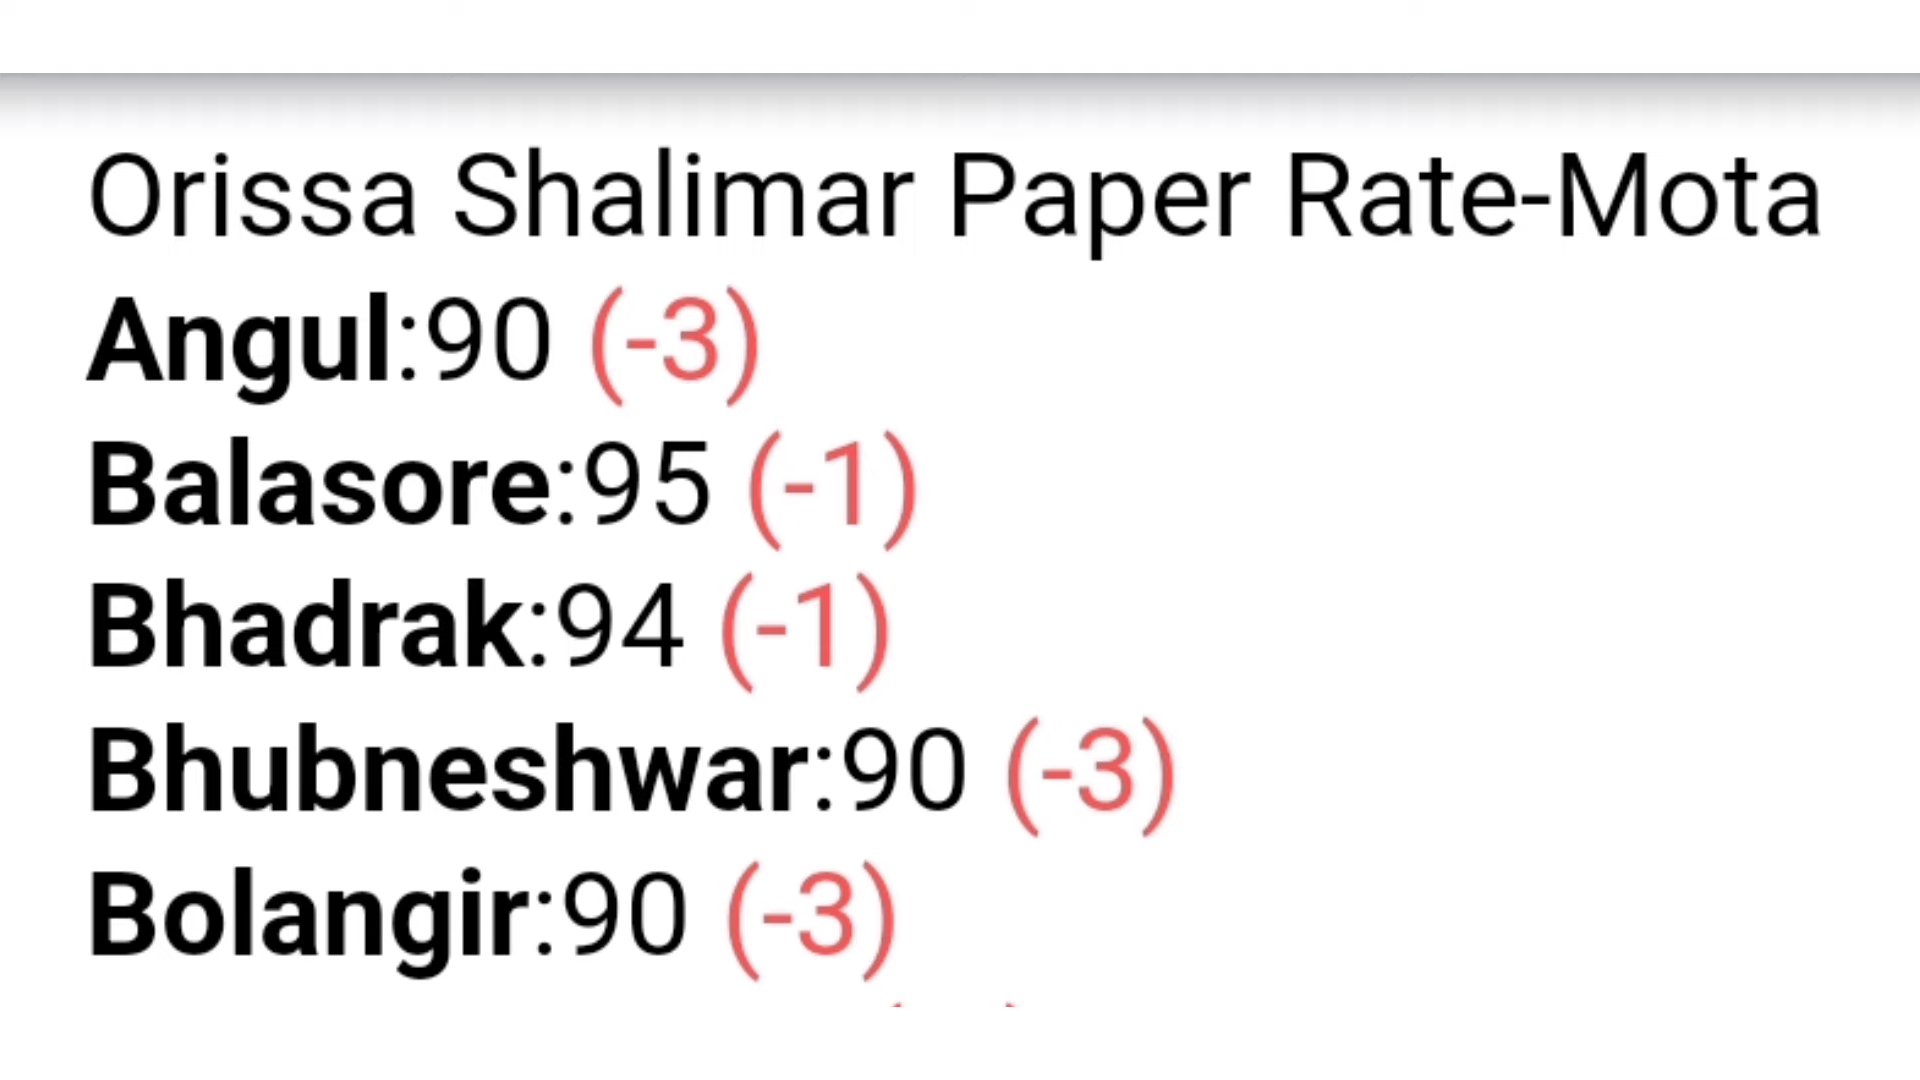 Orissa Shalimar Paper Rate-Mota
Angul:90 (-3)
Balasore:95 (-1)
Bhadrak:94 (-1)
Bhubneshwar:90 (-3)
Bolangir:90 (-3)